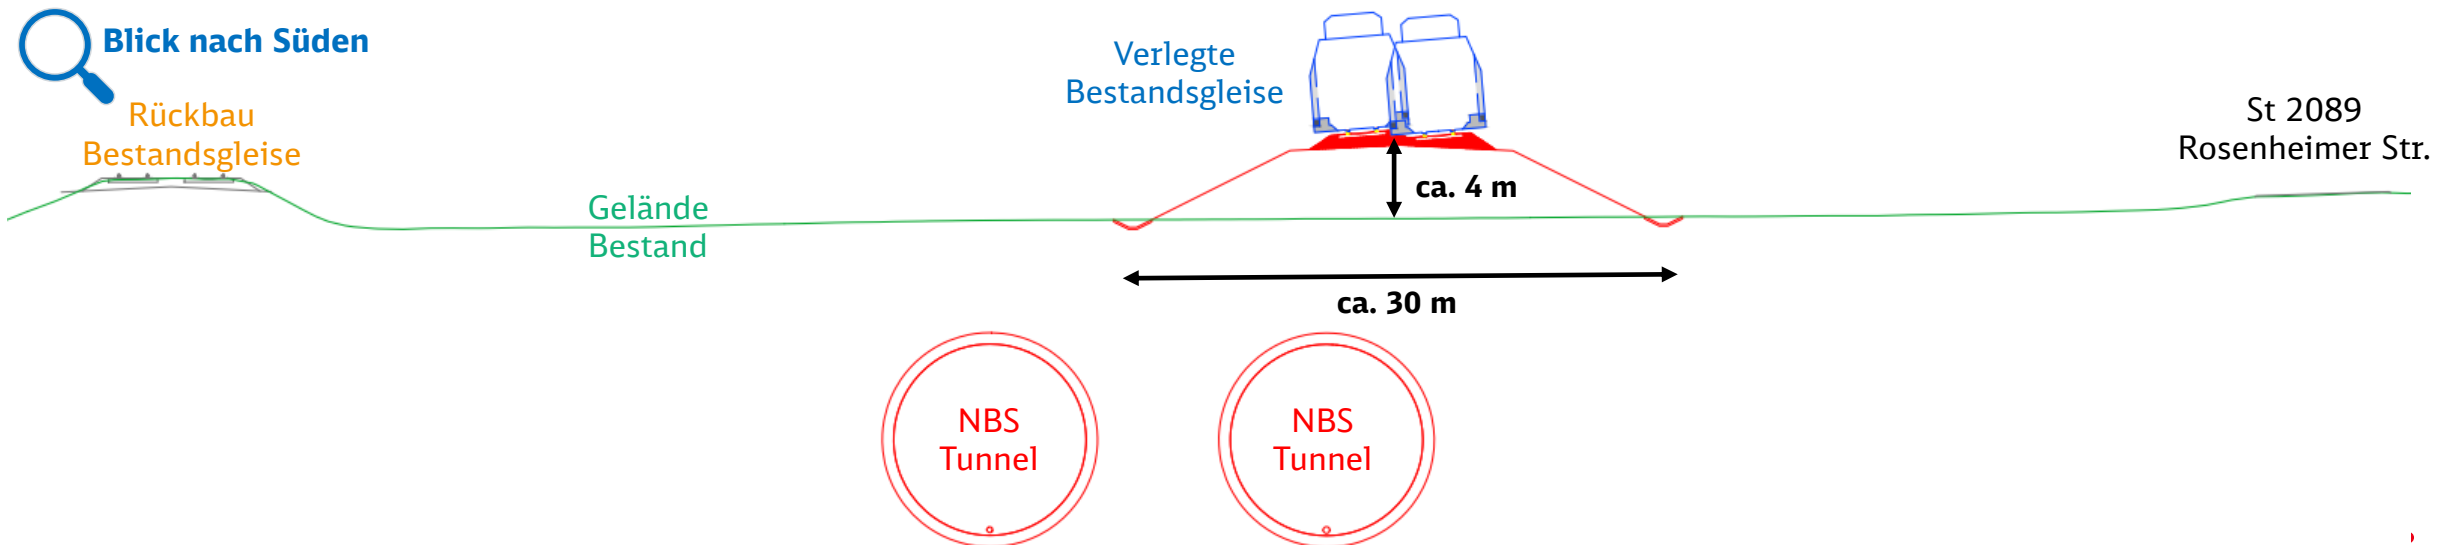 Blick nach Süden
Rückbau
Bestandsgleise
Gelände
Bestand
Verlegte
Bestandsgleise
ca. 4 m
ca. 30 m
St 2089
Rosenheimer Str.
NBS
Tunnel
NBS
Tunnel